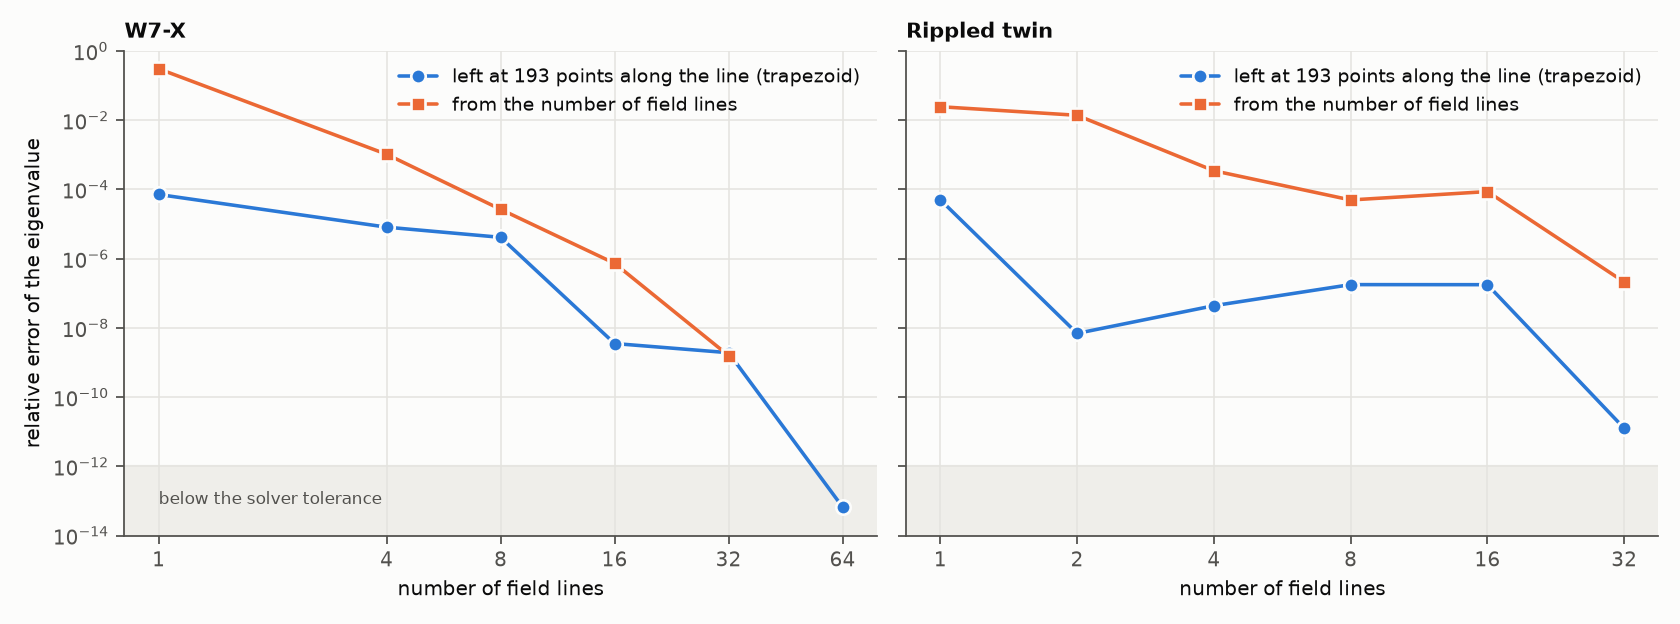 W7-X
left at 193 points along the line (trapezoid)
from the number of field lines
relative error of the eigenvalue
10⁰
10⁻²
10⁻⁴
10⁻⁶
10⁻⁸
10⁻¹⁰
10⁻¹²
10⁻¹⁴
below the solver tolerance
1 4 8 16 32 64
number of field lines
Rippled twin
left at 193 points along the line (trapezoid)
from the number of field lines
1 2 4 8 16 32
number of field lines